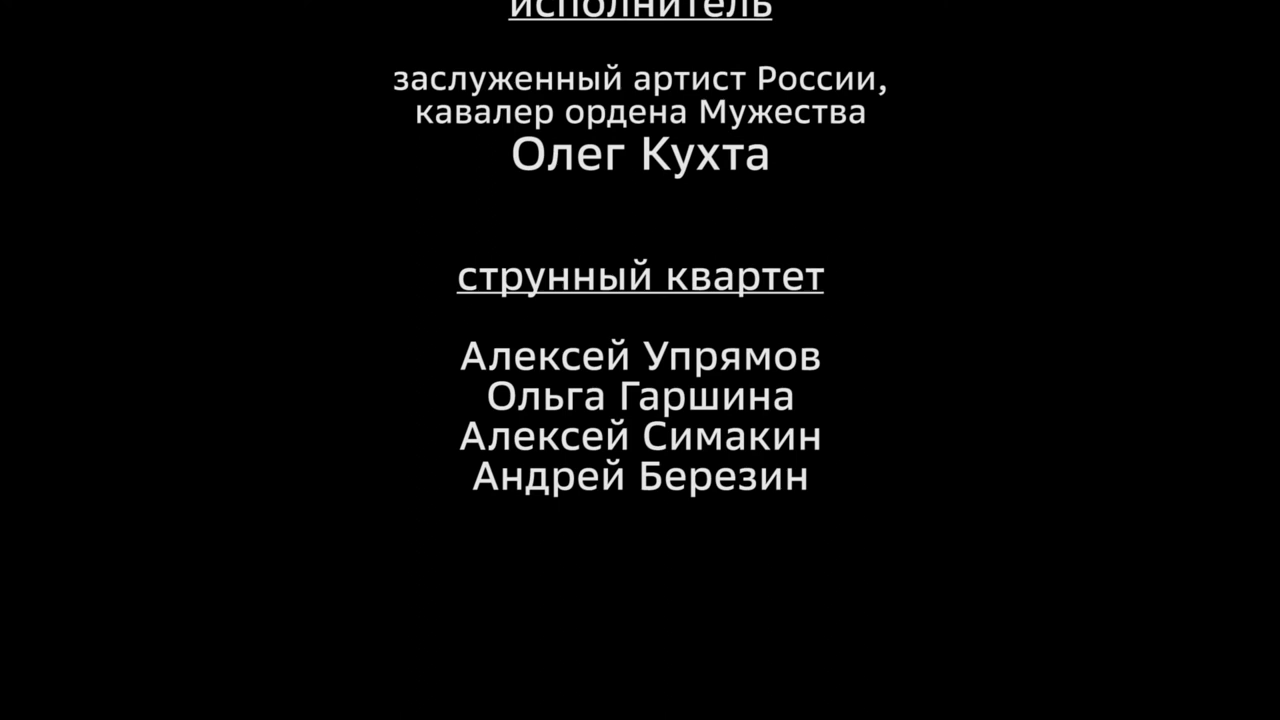 исполнитель
заслуженный артист России,
кавалер ордена Мужества
Олег Кухта
струнный квартет
Алексей Упрямов
Ольга Гаршина
Алексей Симакин
Андрей Березин